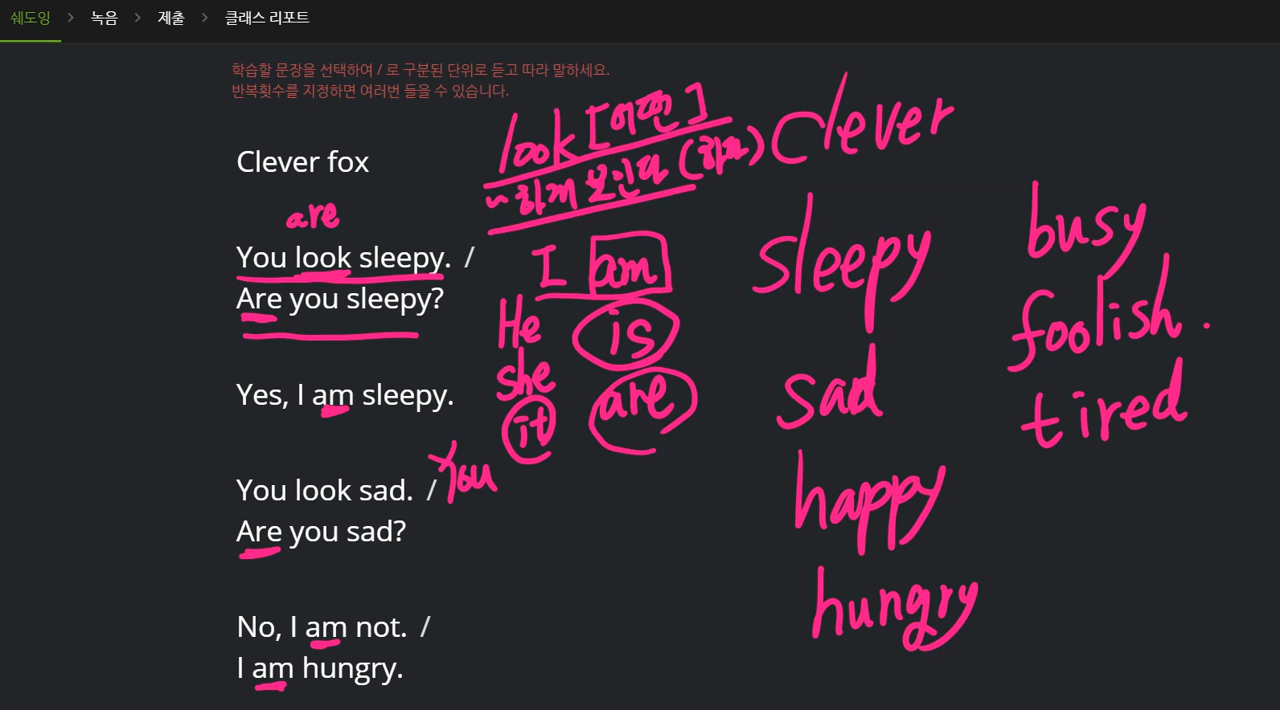 쉐도잉 > 녹음 > 제출 > 클래스 리포트
학습할 문장을 선택하여 / 로 구분된 단위로 듣고 따라 말하세요.
반복횟수를 지정하면 여러번 들을 수 있습니다.
look [어떤]
~하게 보인다
Clever
Clever fox
are
You look sleepy. /
Are you sleepy?
Yes, I am sleepy.
You look sad. /
Are you sad?
No, I am not. /
I am hungry.
I am
He is
she
it are
You
sleepy
sad
happy
hungry
busy
foolish.
tired